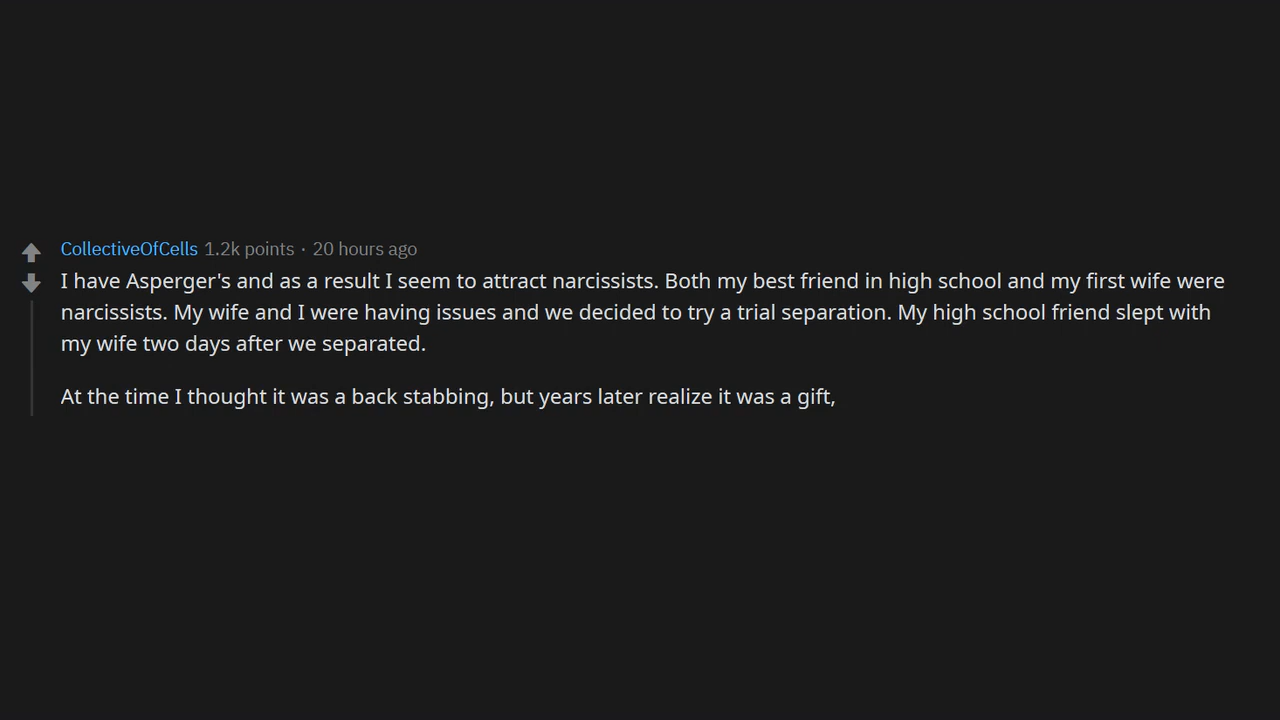 CollectiveOfCells 1.2k points · 20 hours ago
I have Asperger's and as a result I seem to attract narcissists. Both my best friend in high school and my first wife were
narcissists. My wife and I were having issues and we decided to try a trial separation. My high school friend slept with
my wife two days after we separated.
At the time I thought it was a back stabbing, but years later realize it was a gift,